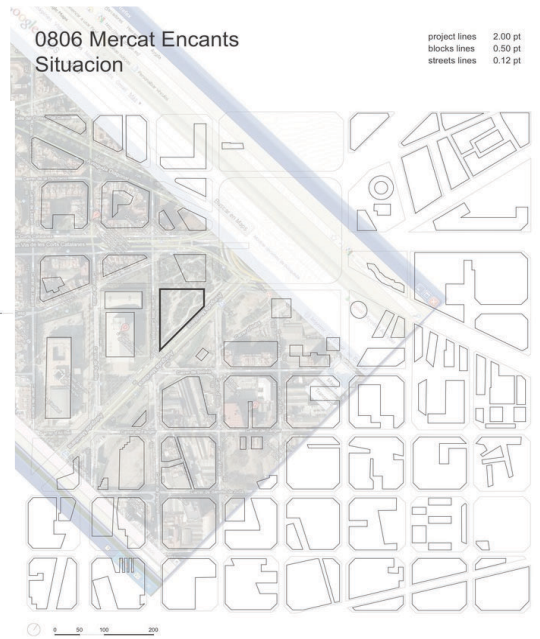 0806 Mercat Encants
Situacion
project lines 2.00 pt
blocks lines 0.50 pt
streets lines 0.12 pt
0 50 100 200